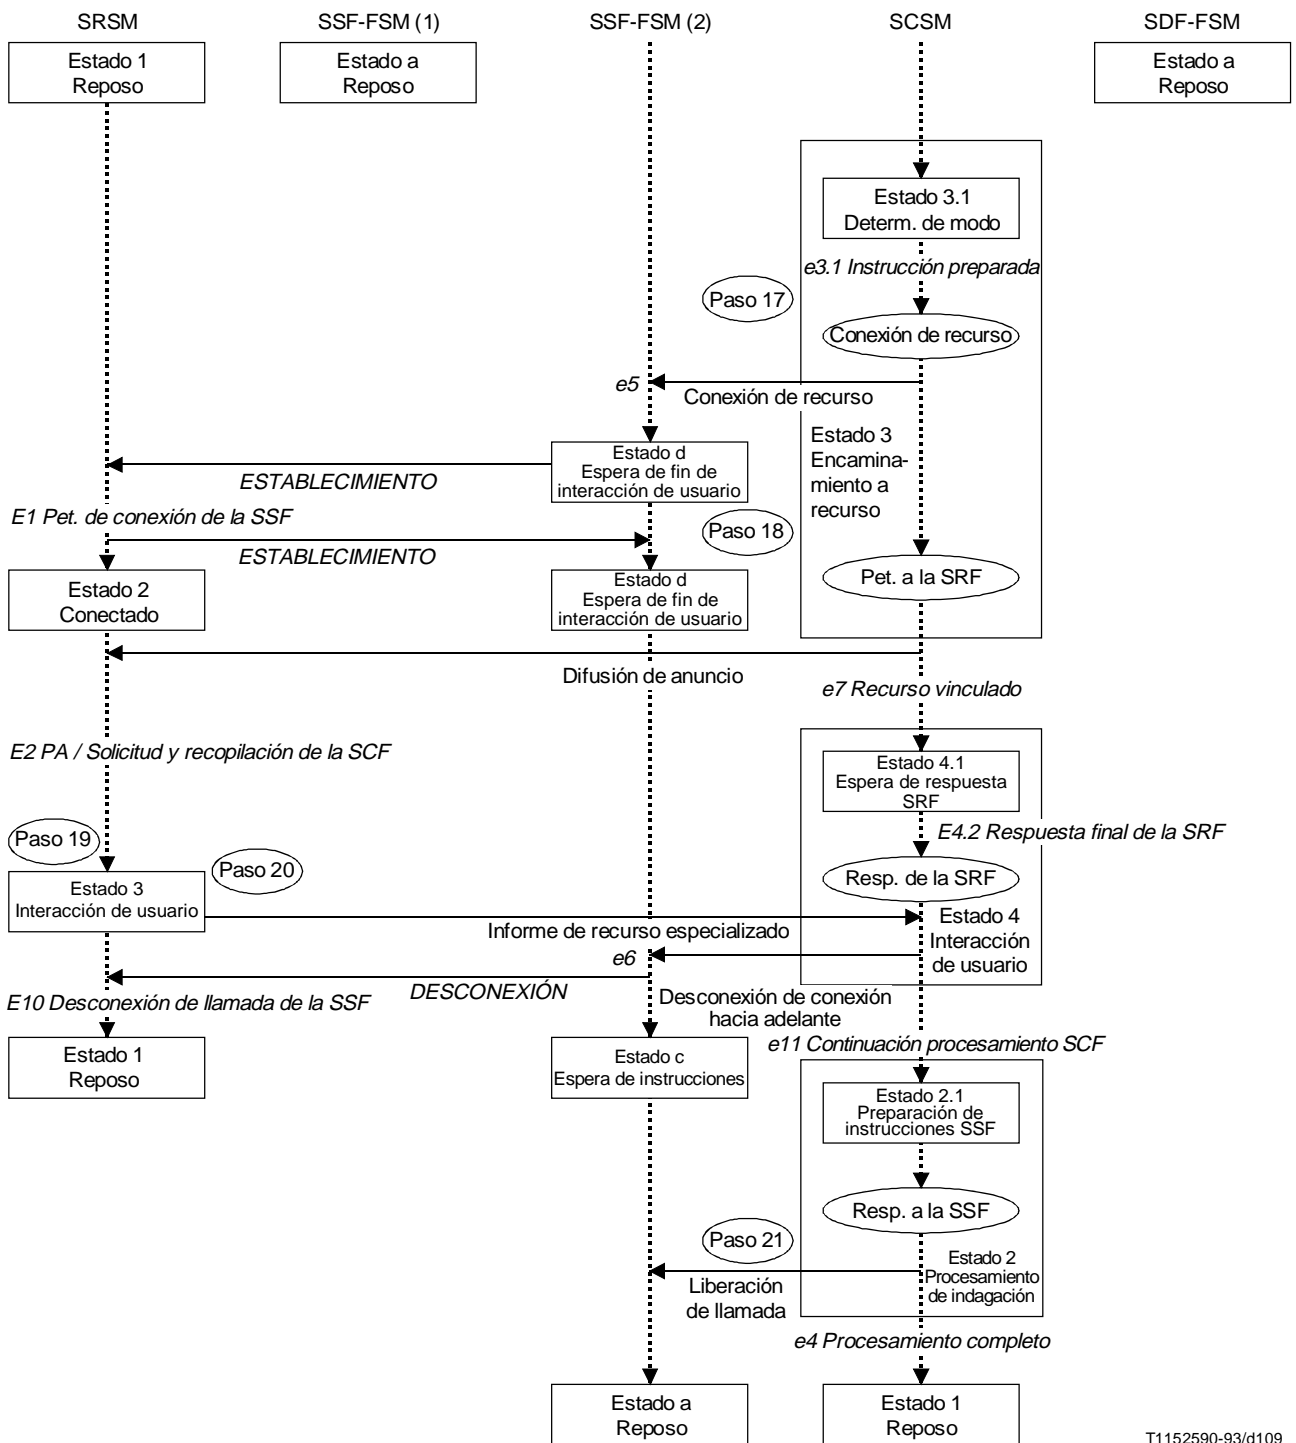 SRSM
SSF-FSM (1)
SSF-FSM (2)
SCSM
SDF-FSM
Estado 1
Reposo
Estado a
Reposo
Estado a
Reposo
Estado 3.1
Determ. de modo
e3.1 Instrucción preparada
Paso 17
Conexión de recurso
e5
Conexión de recurso
Estado d
Espera de fin de
interacción de usuario
Estado 3
Encamina-
miento a
recurso
ESTABLECIMIENTO
E1 Pet. de conexión de la SSF
Paso 18
ESTABLECIMIENTO
Estado 2
Conectado
Estado d
Espera de fin de
interacción de usuario
Pet. a la SRF
Difusión de anuncio
e7 Recurso vinculado
E2 PA / Solicitud y recopilación de la SCF
Estado 4.1
Espera de respuesta
SRF
Paso 19
E4.2 Respuesta final de la SRF
Paso 20
Estado 3
Interacción de usuario
Resp. de la SRF
Informe de recurso especializado
Estado 4
Interacción
de usuario
e6
DESCONEXIÓN
E10 Desconexión de llamada de la SSF
Desconexión de conexión
hacia adelante
e11 Continuación procesamiento SCF
Estado 1
Reposo
Estado c
Espera de instrucciones
Estado 2.1
Preparación de
instrucciones SSF
Resp. a la SSF
Paso 21
Estado 2
Procesamiento
de indagación
Liberación
de llamada
e4 Procesamiento completo
Estado a
Reposo
Estado 1
Reposo
T1152590-93/d109